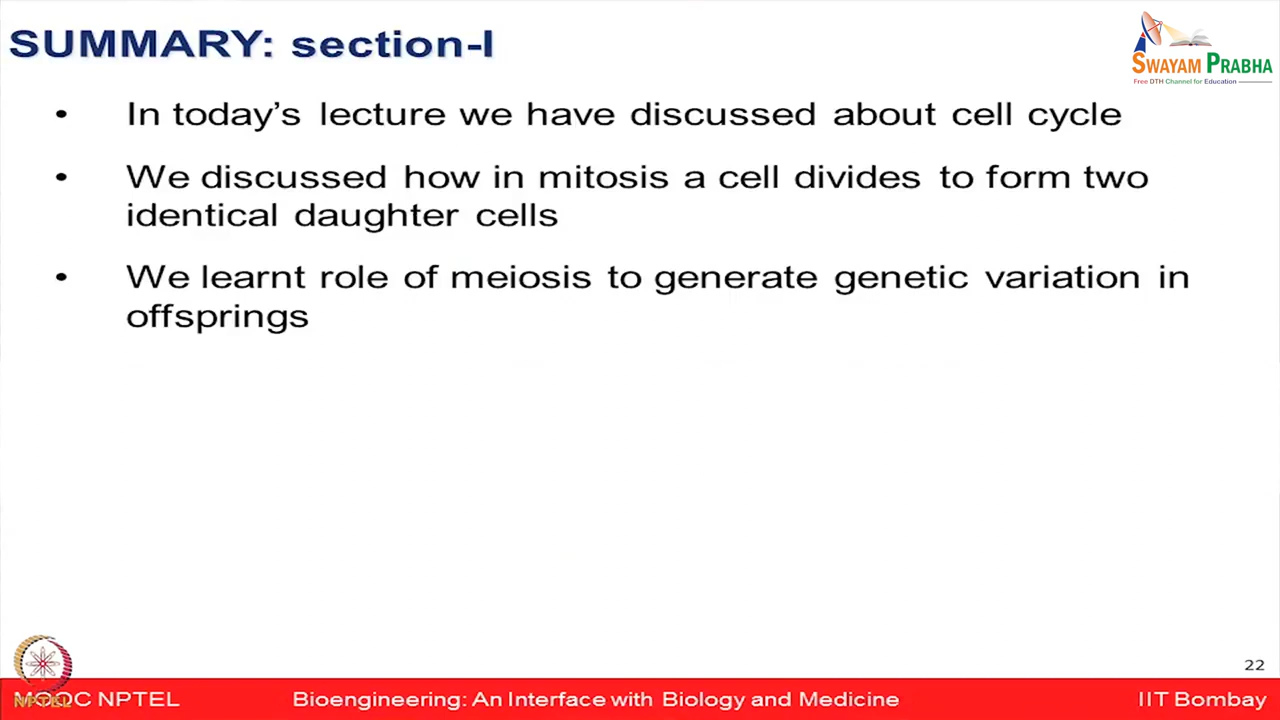 SUMMARY: section-I
SWAYAM PRABHA
Free DTH Channel for Education
• In today's lecture we have discussed about cell cycle
• We discussed how in mitosis a cell divides to form two
identical daughter cells
• We learnt role of meiosis to generate genetic variation in
offsprings
22
MOOC NPTEL Bioengineering: An Interface with Biology and Medicine IIT Bombay
NPTEL